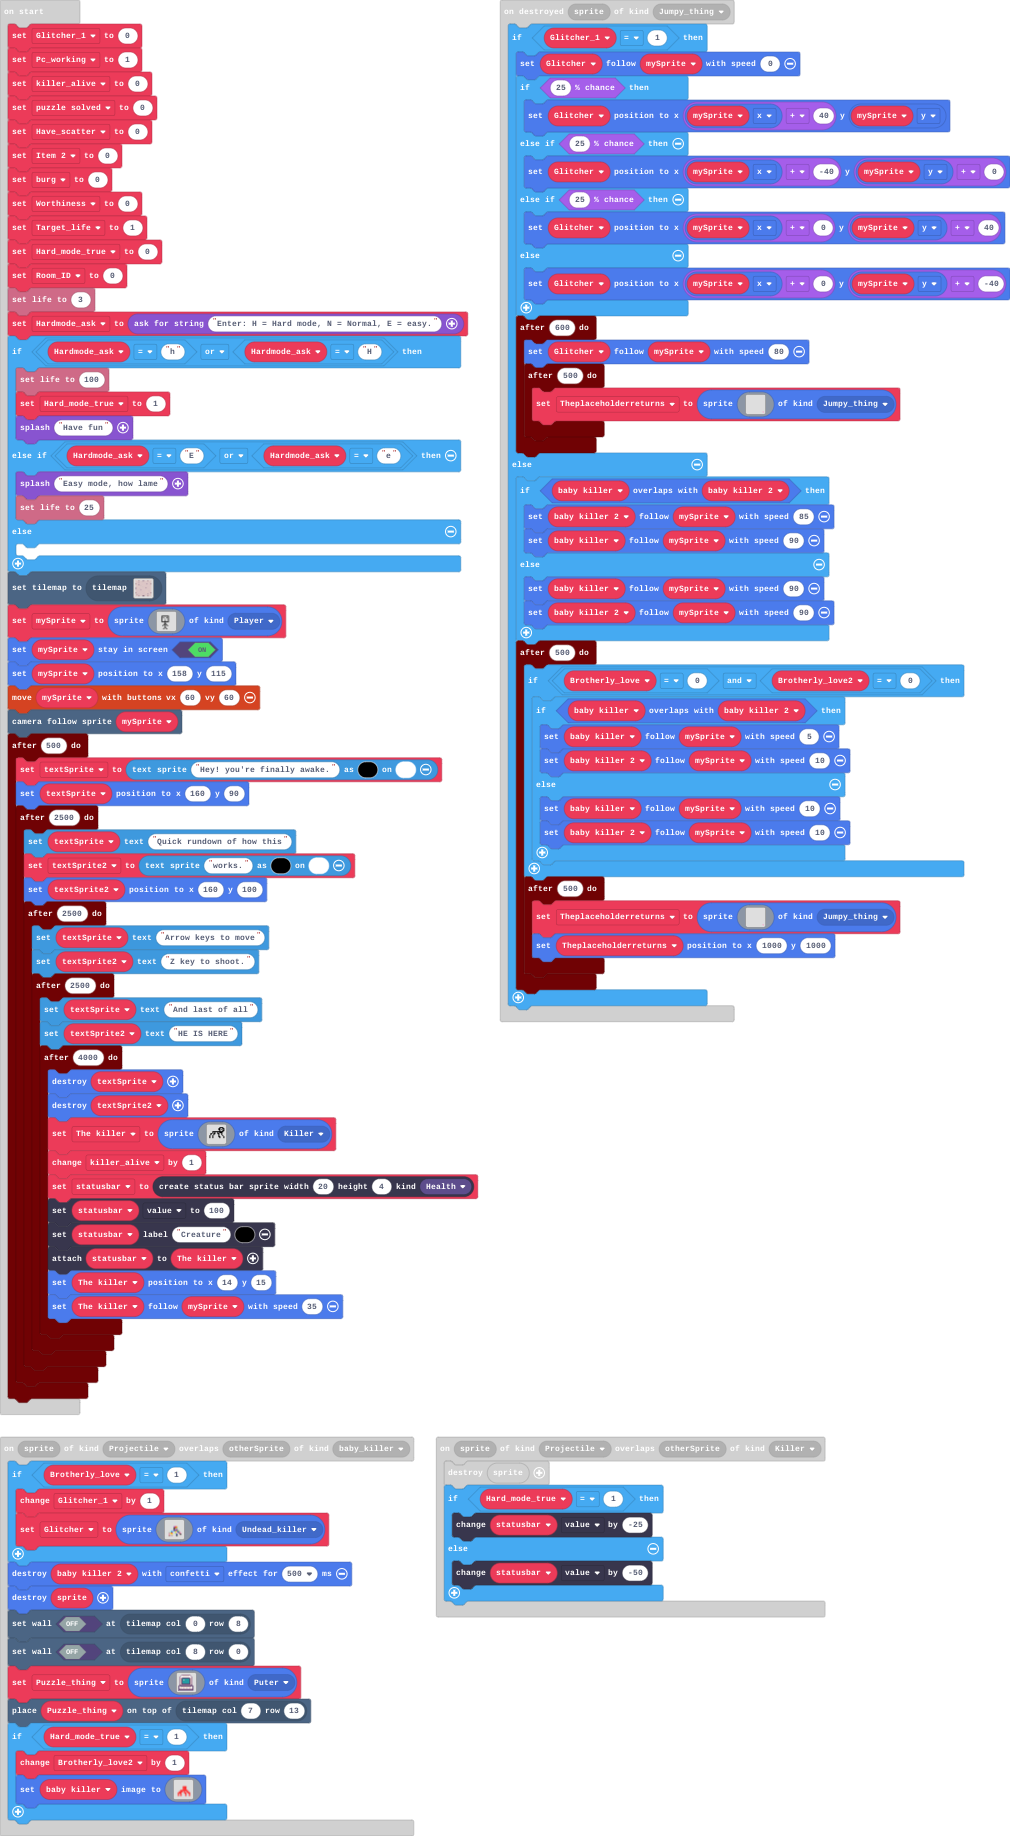 on start
set Glitcher_1 to 0
set Pc_working to 1
set killer_alive to 0
set puzzle solved to 0
set Have_scatter to 0
set Item 2 to 0
set burg to 0
set Worthiness to 0
set Target_life to 1
set Hard_mode_true to 0
set Room_ID to 0
set life to 3
set Hardmode_ask to ask for string "Enter: H = Hard mode, N = Normal, E = easy."
if Hardmode_ask = "h" or Hardmode_ask = "H" then
set life to 100
set Hard_mode_true to 1
splash "Have fun"
else if Hardmode_ask = "E" or Hardmode_ask = "e" then
splash "Easy mode, how lame"
set life to 25
else
set tilemap to tilemap
set mySprite to sprite of kind Player
set mySprite stay in screen ON
set mySprite position to x 158 y 115
move mySprite with buttons vx 60 vy 60
camera follow sprite mySprite
after 500 do
set textSprite to text sprite "Hey! you're finally awake." as on
set textSprite position to x 160 y 90
after 2500 do
set textSprite text "Quick rundown of how this"
set textSprite2 to text sprite "works." as on
set textSprite2 position to x 160 y 100
after 2500 do
set textSprite text "Arrow keys to move"
set textSprite2 text "Z key to shoot."
after 2500 do
set textSprite text "And last of all"
set textSprite2 text "HE IS HERE"
after 4000 do
destroy textSprite
destroy textSprite2
set The killer to sprite of kind Killer
change killer_alive by 1
set statusbar to create status bar sprite width 20 height 4 kind Health
set statusbar value to 100
set statusbar label "Creature"
attach statusbar to The killer
set The killer position to x 14 y 15
set The killer follow mySprite with speed 35
on destroyed sprite of kind Jumpy_thing
if Glitcher_1 = 1 then
set Glitcher follow mySprite with speed 0
if 25 % chance then
set Glitcher position to x mySprite x + 40 y mySprite y
else if 25 % chance then
set Glitcher position to x mySprite x + -40 y mySprite y + 0
else if 25 % chance then
set Glitcher position to x mySprite x + 0 y mySprite y + 40
else
set Glitcher position to x mySprite x + 0 y mySprite y + -40
after 600 do
set Glitcher follow mySprite with speed 80
after 500 do
set Theplaceholderreturns to sprite of kind Jumpy_thing
else
if baby killer overlaps with baby killer 2 then
set baby killer 2 follow mySprite with speed 85
set baby killer follow mySprite with speed 90
else
set baby killer follow mySprite with speed 90
set baby killer 2 follow mySprite with speed 90
after 500 do
if Brotherly_love = 0 and Brotherly_love2 = 0 then
if baby killer overlaps with baby killer 2 then
set baby killer follow mySprite with speed 5
set baby killer 2 follow mySprite with speed 10
else
set baby killer follow mySprite with speed 10
set baby killer 2 follow mySprite with speed 10
after 500 do
set Theplaceholderreturns to sprite of kind Jumpy_thing
set Theplaceholderreturns position to x 1000 y 1000
on sprite of kind Projectile overlaps otherSprite of kind baby_killer
if Brotherly_love = 1 then
change Glitcher_1 by 1
set Glitcher to sprite of kind Undead_killer
destroy baby killer 2 with confetti effect for 500 ms
destroy sprite
set wall OFF at tilemap col 0 row 8
set wall OFF at tilemap col 8 row 0
set Puzzle_thing to sprite of kind Puter
place Puzzle_thing on top of tilemap col 7 row 13
if Hard_mode_true = 1 then
change Brotherly_love2 by 1
set baby killer image to
on sprite of kind Projectile overlaps otherSprite of kind Killer
destroy sprite
if Hard_mode_true = 1 then
change statusbar value by -25
else
change statusbar value by -50